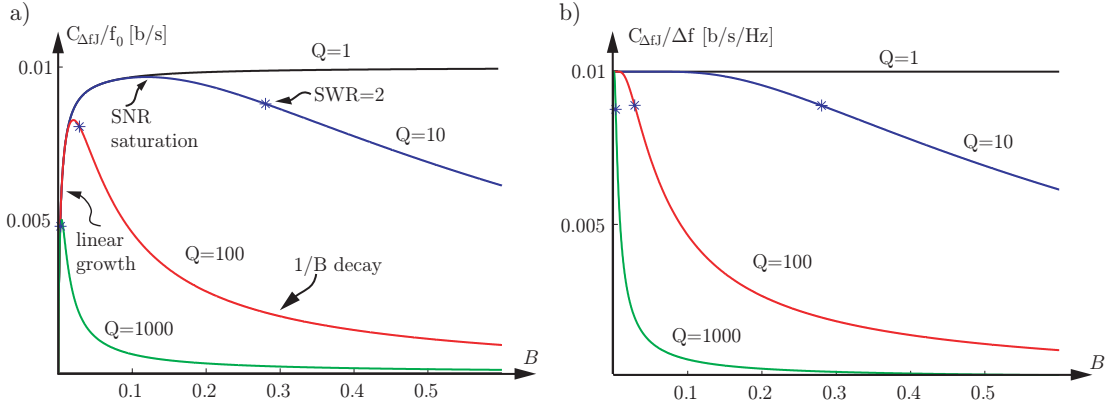 a)
C_ΔfJ/f_0 [b/s]
Q=1
0.01
SWR=2
SNR
saturation
Q=10
0.005
linear
growth
Q=100
1/B decay
Q=1000
B
0.1 0.2 0.3 0.4 0.5
b)
C_ΔfJ/Δf [b/s/Hz]
Q=1
0.01
Q=10
0.005
Q=100
Q=1000
B
0.1 0.2 0.3 0.4 0.5